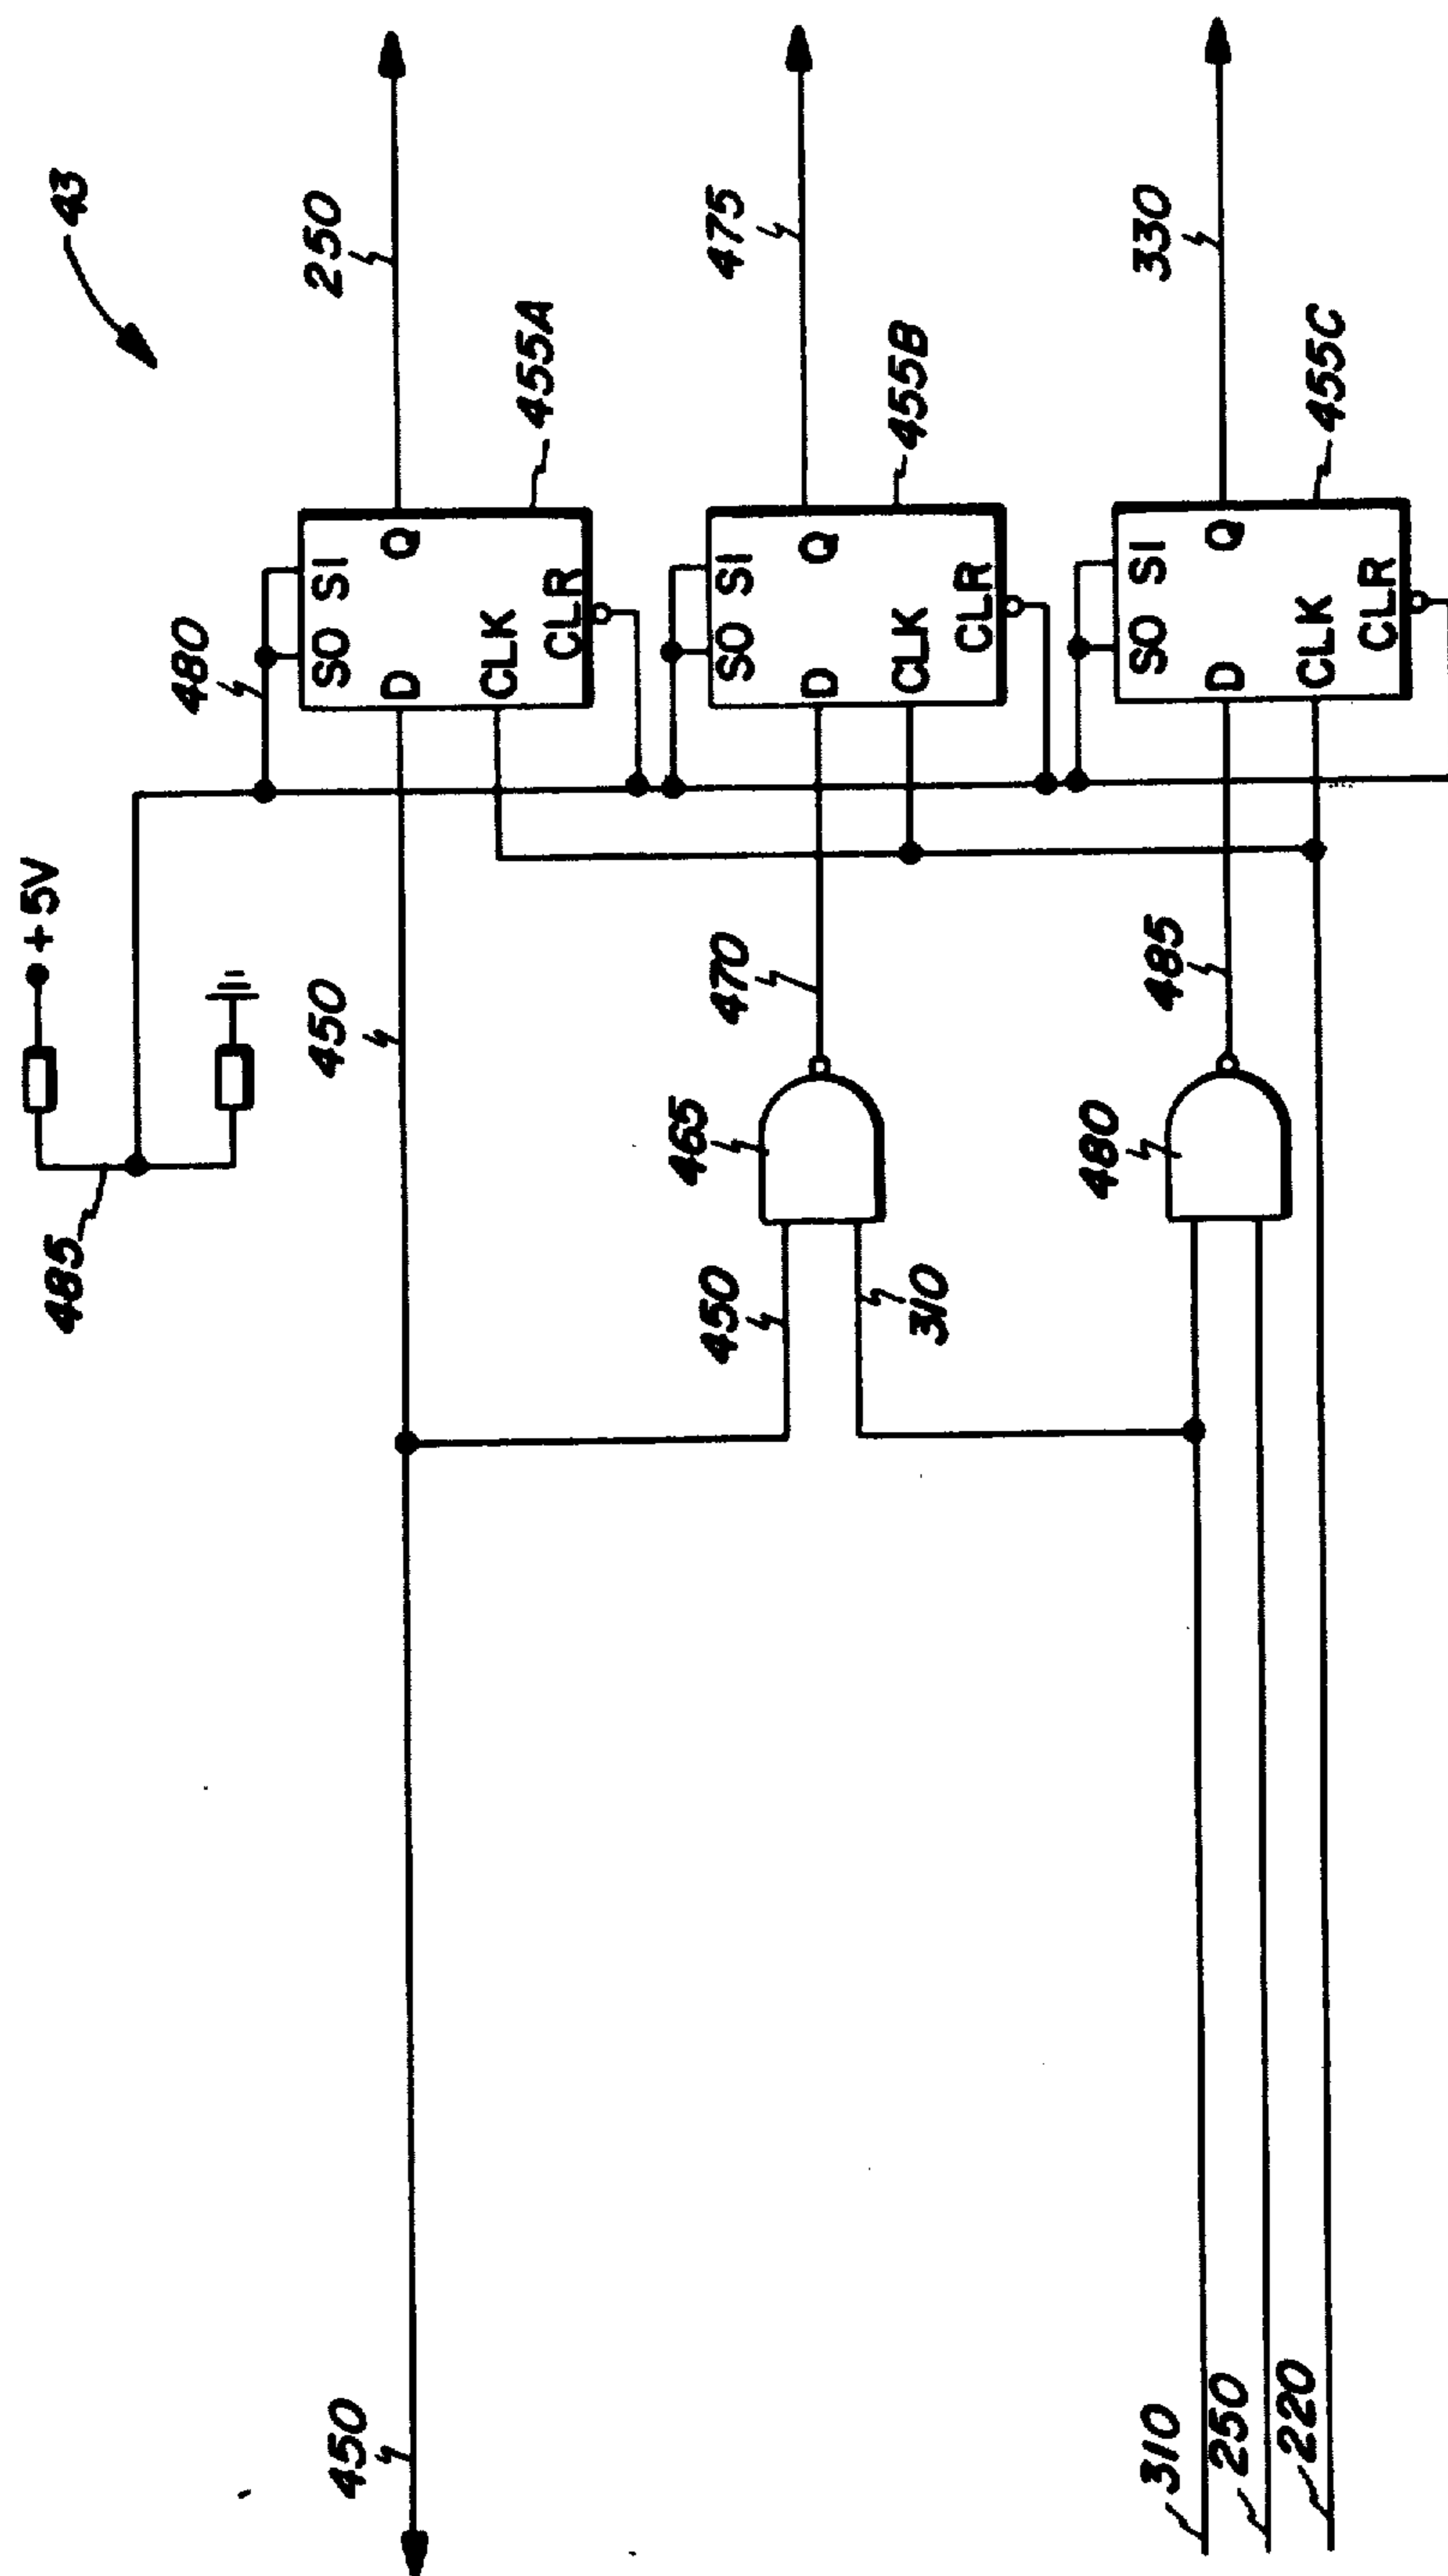 43
+5V
485
480
450
450
250
SO SI
D Q
CLK
CLR
455A
465
450
310
470
475
SO SI
D Q
CLK
CLR
455B
480
485
330
SO SI
D Q
CLK
CLR
455C
310
250
220